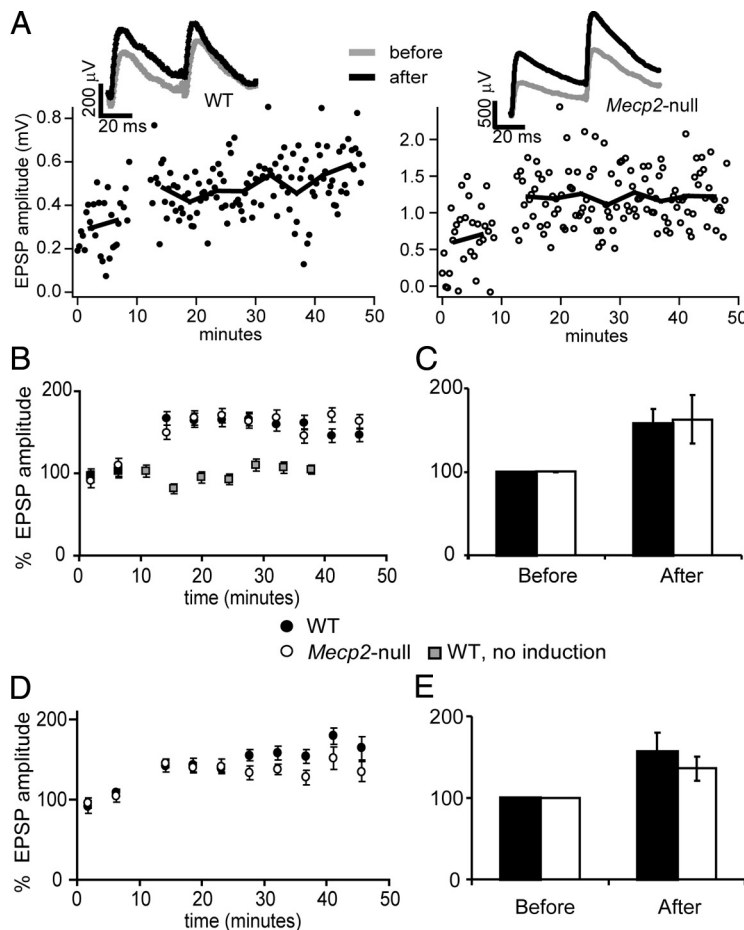 A
before
after
WT
Mecp2-null
200 µV
20 ms
500 µV
20 ms
EPSP amplitude (mV)
0.8
0.6
0.4
0.2
0.0
0 10 20 30 40 50
minutes
2.0
1.5
1.0
0.5
0.0
0 10 20 30 40 50
minutes
B
% EPSP amplitude
200
100
0
0 10 20 30 40 50
time (minutes)
C
200
100
0
Before After
WT
Mecp2-null WT, no induction
D
% EPSP amplitude
200
100
0
0 10 20 30 40 50
time (minutes)
E
200
100
0
Before After